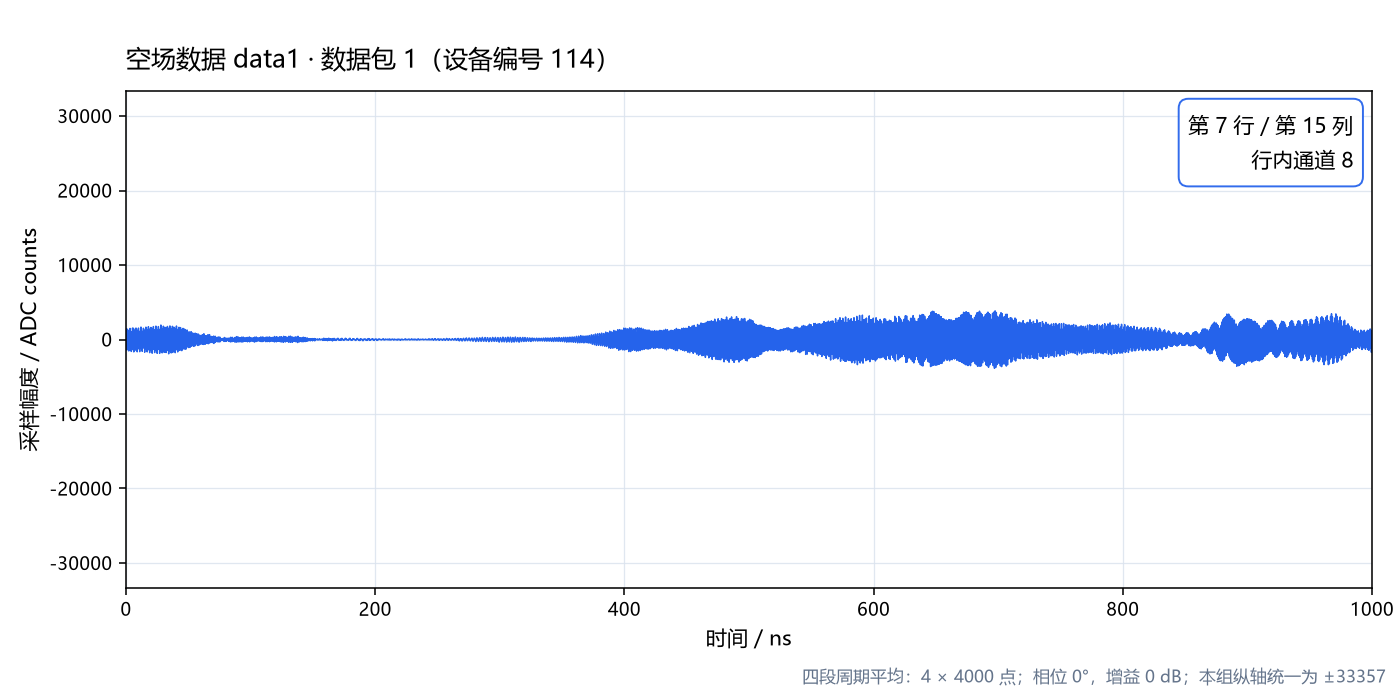 空场数据 data1 · 数据包 1（设备编号 114）
第 7 行 / 第 15 列
行内通道 8
采样幅度 / ADC counts
30000
20000
10000
0
-10000
-20000
-30000
0 200 400 600 800 1000
时间 / ns
四段周期平均：4 × 4000 点；相位 0°，增益 0 dB；本组纵轴统一为 ±33357